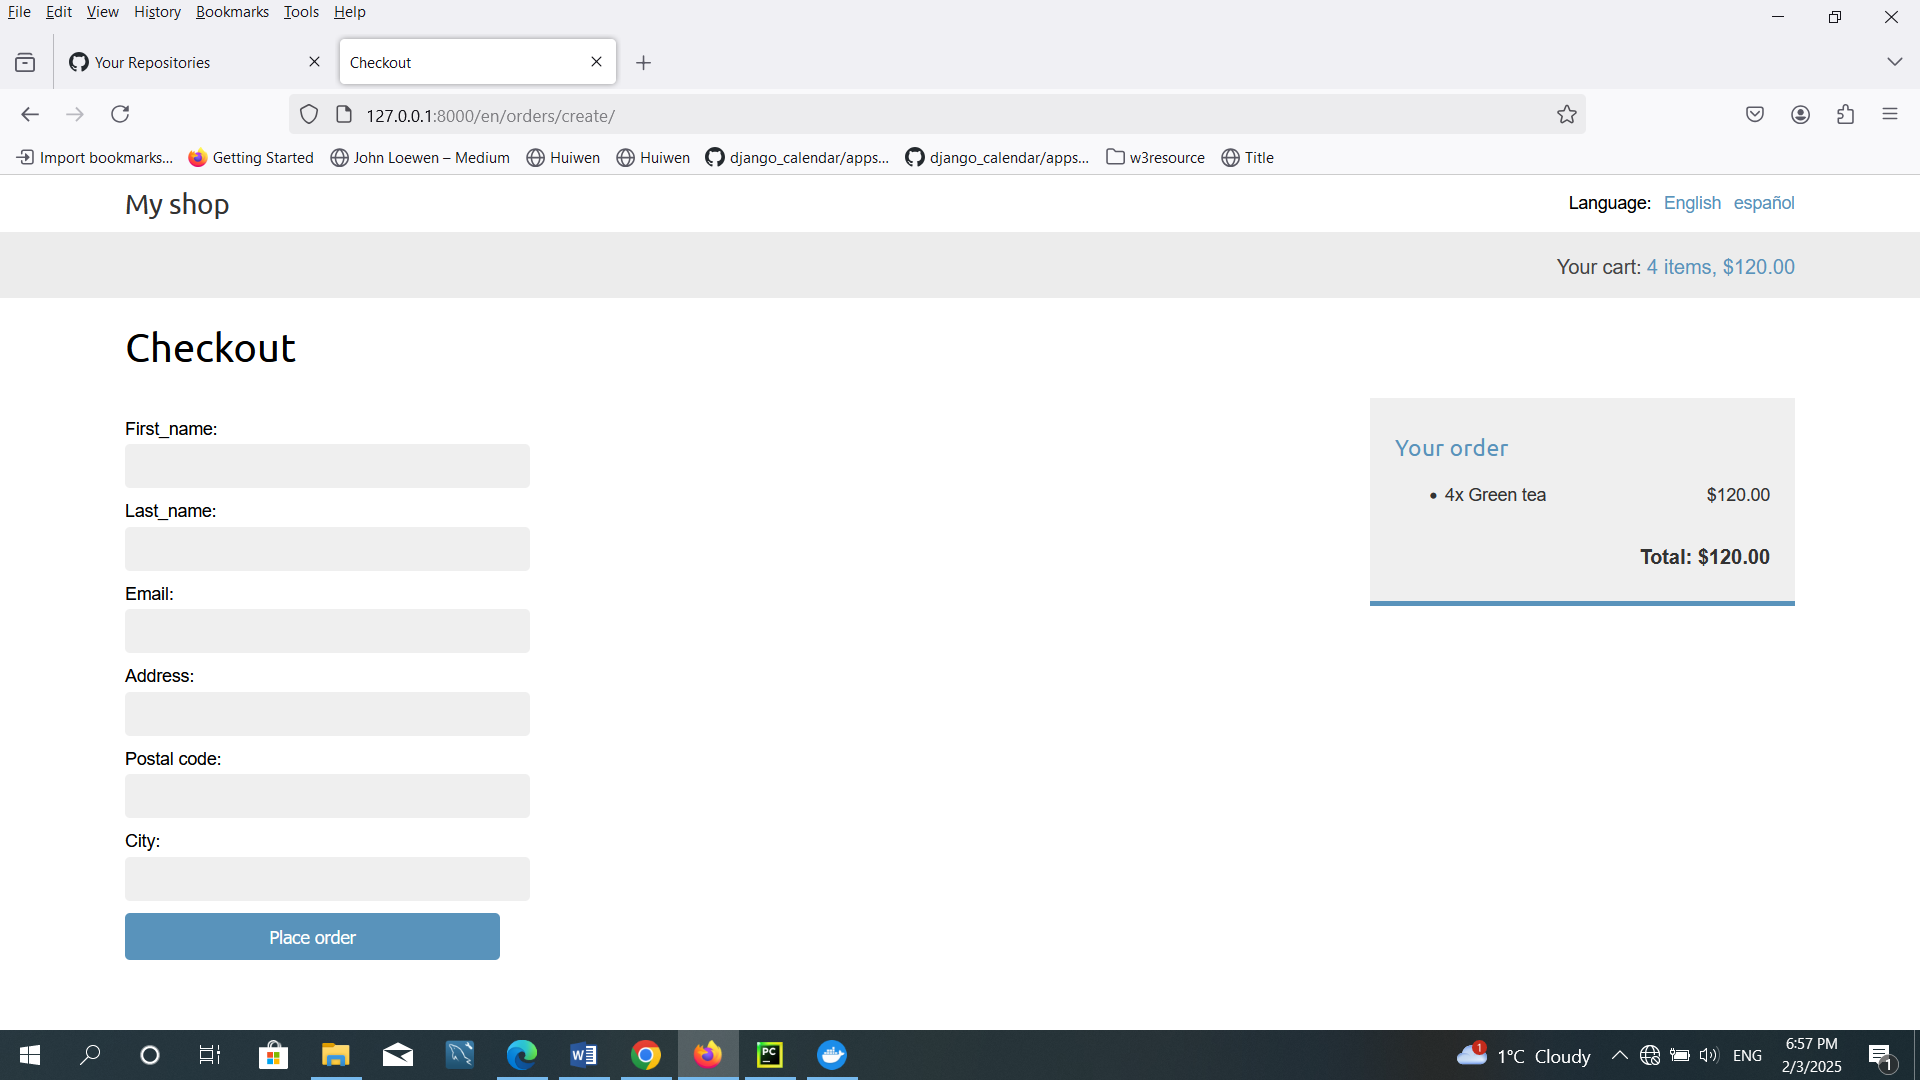 File Edit View History Bookmarks Tools Help
Your Repositories
Checkout
127.0.0.1:8000/en/orders/create/
Import bookmarks... Getting Started John Loewen – Medium Huiwen Huiwen django_calendar/apps... django_calendar/apps... w3resource Title
My shop
Language: English español
Your cart: 4 items, $120.00
Checkout
First_name:
Last_name:
Email:
Address:
Postal code:
City:
Place order
Your order
4x Green tea $120.00
Total: $120.00
PC
W
1
1°C Cloudy
ENG
6:57 PM
2/3/2025
1